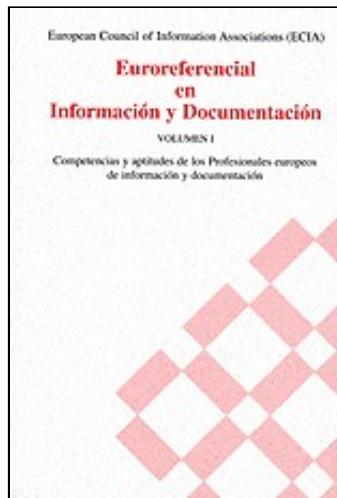 European Council of Information Associations (ECIA)
Euroreferencial
en
Información y Documentación
VOLUMEN I
Competencias y aptitudes de los Profesionales europeos
de información y documentación